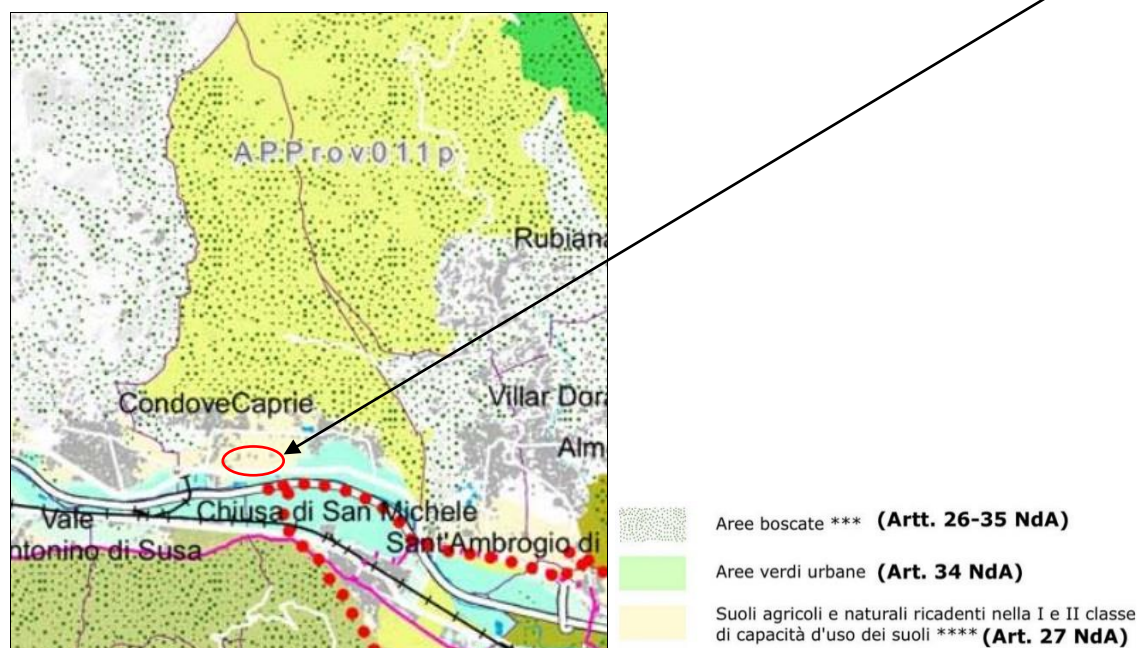 APProv011p
Rubiana
CondoveCaprie
Villar Dora
Alm
Chiusa di San Michele
Vaie
Sant'Ambrogio di
ntonino di Susa
Aree boscate *** (Artt. 26-35 NdA)
Aree verdi urbane (Art. 34 NdA)
Suoli agricoli e naturali ricadenti nella I e II classe
di capacità d'uso dei suoli **** (Art. 27 NdA)